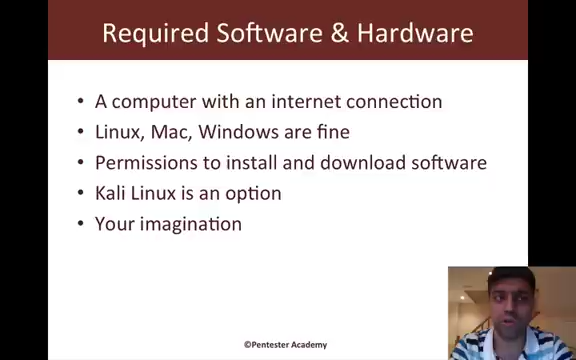 Required Software & Hardware
• A computer with an internet connection
• Linux, Mac, Windows are fine
• Permissions to install and download software
• Kali Linux is an option
• Your imagination
©Pentester Academy